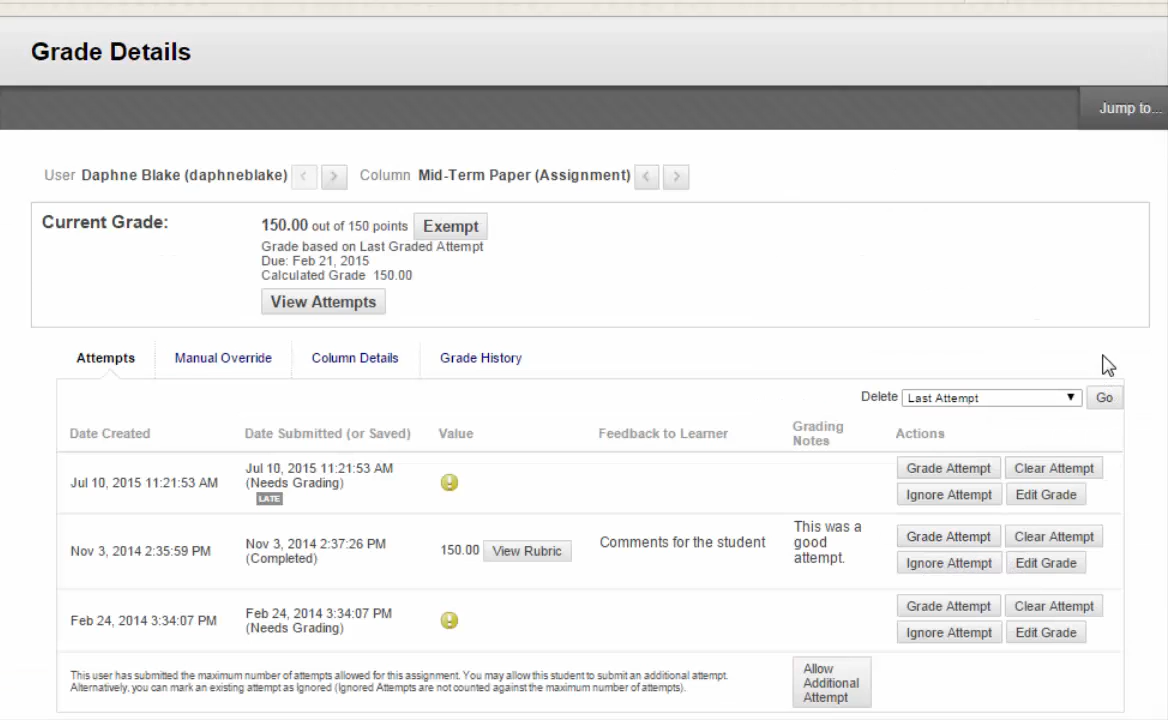 Grade Details
Jump to...
User Daphne Blake (daphneblake) < > Column Mid-Term Paper (Assignment) < >
Current Grade: 150.00 out of 150 points Exempt
Grade based on Last Graded Attempt
Due: Feb 21, 2015
Calculated Grade 150.00
View Attempts
Attempts Manual Override Column Details Grade History
Delete Last Attempt Go
Date Created Date Submitted (or Saved) Value Feedback to Learner Grading Notes Actions
Jul 10, 2015 11:21:53 AM
Jul 10, 2015 11:21:53 AM
(Needs Grading)
LATE
!
Grade Attempt Clear Attempt
Ignore Attempt Edit Grade
Nov 3, 2014 2:35:59 PM
Nov 3, 2014 2:37:26 PM
(Completed)
150.00 View Rubric
Comments for the student
This was a
good
attempt.
Grade Attempt Clear Attempt
Ignore Attempt Edit Grade
Feb 24, 2014 3:34:07 PM
Feb 24, 2014 3:34:07 PM
(Needs Grading)
!
Grade Attempt Clear Attempt
Ignore Attempt Edit Grade
This user has submitted the maximum number of attempts allowed for this assignment. You may allow this student to submit an additional attempt.
Alternatively, you can mark an existing attempt as Ignored (Ignored Attempts are not counted against the maximum number of attempts).
Allow
Additional
Attempt